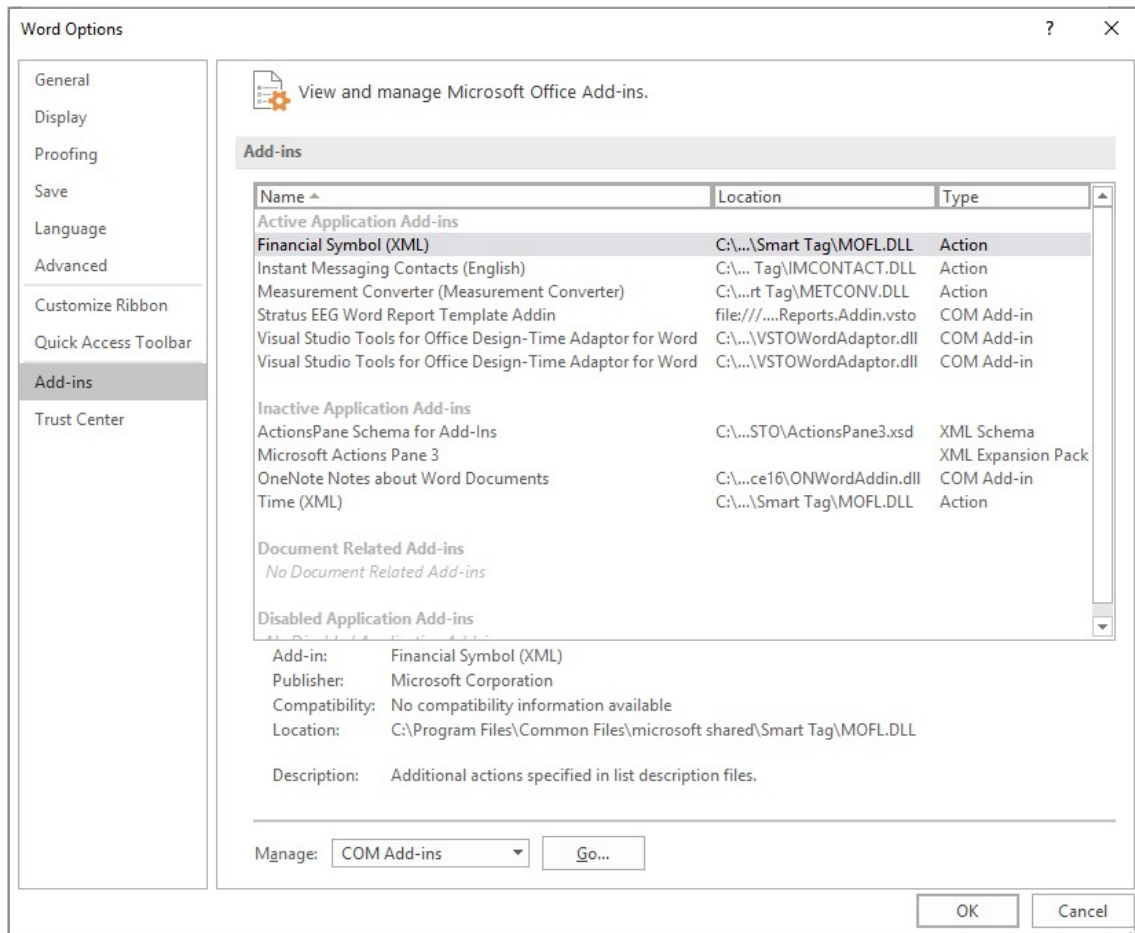 Word Options ? ✕
General
Display
Proofing
Save
Language
Advanced
Customize Ribbon
Quick Access Toolbar
Add-ins
Trust Center
View and manage Microsoft Office Add-ins.
Add-ins
Name Location Type
Active Application Add-ins
Financial Symbol (XML) C:\...\Smart Tag\MOFL.DLL Action
Instant Messaging Contacts (English) C:\... Tag\IMCONTACT.DLL Action
Measurement Converter (Measurement Converter) C:\...rt Tag\METCONV.DLL Action
Stratus EEG Word Report Template Addin file:///....Reports.Addin.vsto COM Add-in
Visual Studio Tools for Office Design-Time Adaptor for Word C:\...\VSTOWordAdaptor.dll COM Add-in
Visual Studio Tools for Office Design-Time Adaptor for Word C:\...\VSTOWordAdaptor.dll COM Add-in
Inactive Application Add-ins
ActionsPane Schema for Add-Ins C:\...STO\ActionsPane3.xsd XML Schema
Microsoft Actions Pane 3 XML Expansion Pack
OneNote Notes about Word Documents C:\...ce16\ONWordAddin.dll COM Add-in
Time (XML) C:\...\Smart Tag\MOFL.DLL Action
Document Related Add-ins
No Document Related Add-ins
Disabled Application Add-ins
Add-in: Financial Symbol (XML)
Publisher: Microsoft Corporation
Compatibility: No compatibility information available
Location: C:\Program Files\Common Files\microsoft shared\Smart Tag\MOFL.DLL
Description: Additional actions specified in list description files.
Manage: COM Add-ins Go...
OK Cancel